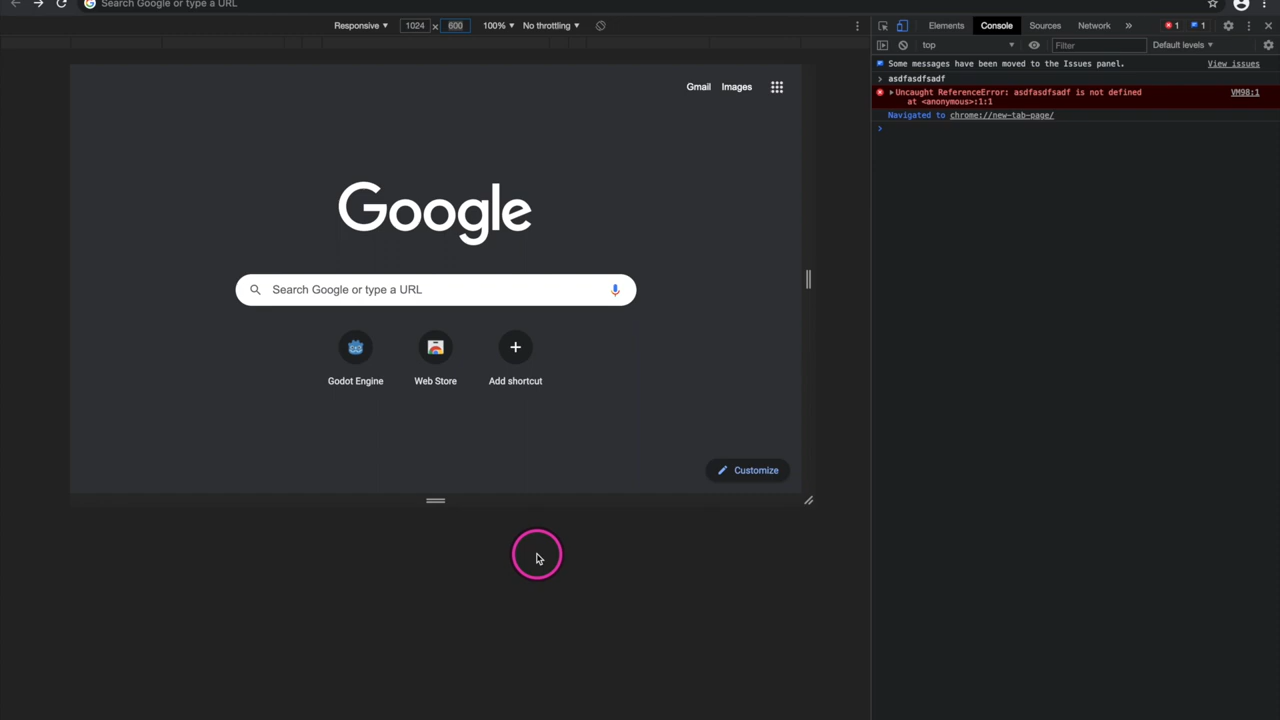 Search Google or type a URL
Responsive 1024 × 600 100% No throttling
Elements Console Sources Network » 1 1
top Filter Default levels
Some messages have been moved to the Issues panel. View issues
asdfasdfsadf
Uncaught ReferenceError: asdfasdfsadf is not defined VM98:1
at <anonymous>:1:1
Navigated to chrome://new-tab-page/
Gmail Images
Google
Search Google or type a URL
Godot Engine Web Store Add shortcut
Customize